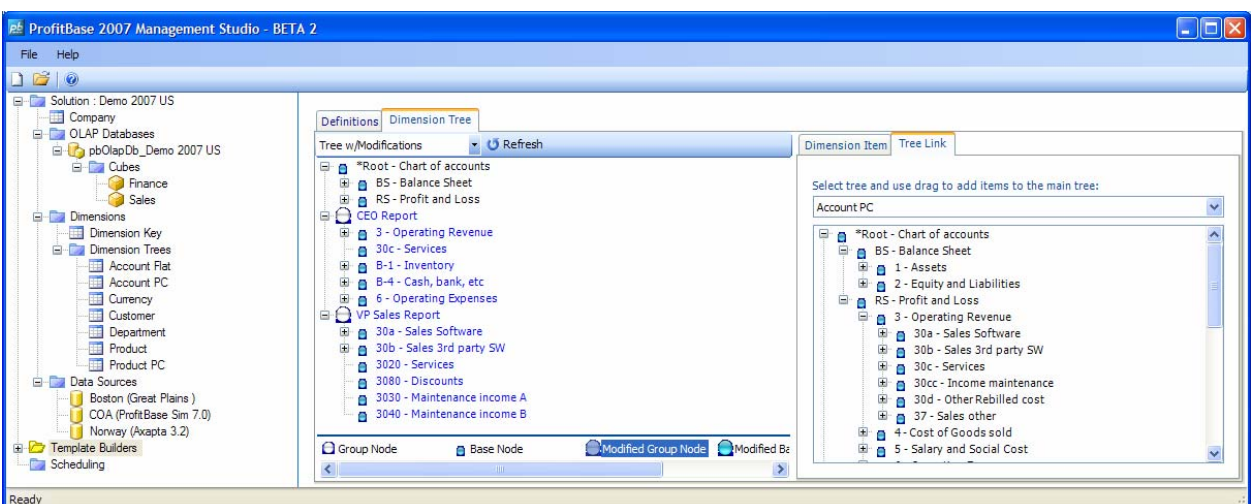 ProfitBase 2007 Management Studio - BETA 2
File Help
Solution : Demo 2007 US
Company
OLAP Databases
pbOlapDb_Demo 2007 US
Cubes
Finance
Sales
Dimensions
Dimension Key
Dimension Trees
Account Flat
Account PC
Currency
Customer
Department
Product
Product PC
Data Sources
Boston (Great Plains )
COA (ProfitBase Sim 7.0)
Norway (Axapta 3.2)
Template Builders
Scheduling
Definitions Dimension Tree
Tree w/Modifications Refresh
*Root - Chart of accounts
BS - Balance Sheet
RS - Profit and Loss
CEO Report
3 - Operating Revenue
30c - Services
B-1 - Inventory
B-4 - Cash, bank, etc
6 - Operating Expenses
VP Sales Report
30a - Sales Software
30b - Sales 3rd party SW
3020 - Services
3080 - Discounts
3030 - Maintenance income A
3040 - Maintenance income B
Group Node Base Node Modified Group Node Modified Ba
Dimension Item Tree Link
Select tree and use drag to add items to the main tree:
Account PC
*Root - Chart of accounts
BS - Balance Sheet
1 - Assets
2 - Equity and Liabilities
RS - Profit and Loss
3 - Operating Revenue
30a - Sales Software
30b - Sales 3rd party SW
30c - Services
30cc - Income maintenance
30d - Other Rebilled cost
37 - Sales other
4 - Cost of Goods sold
5 - Salary and Social Cost
Ready